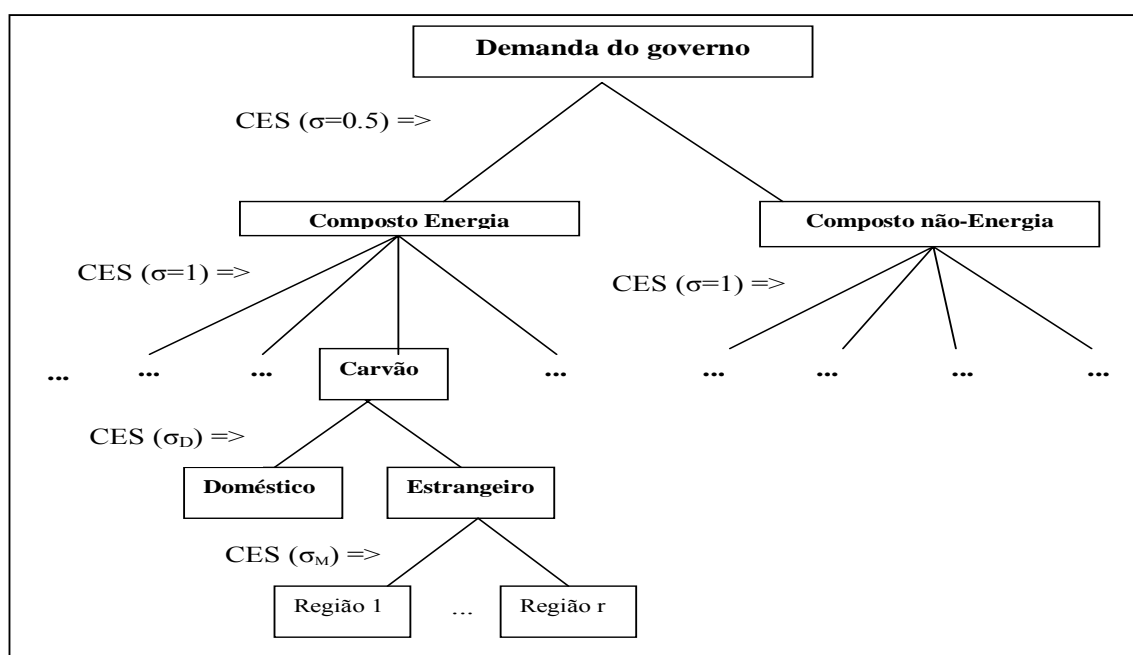 Demanda do governo
CES (σ=0.5) =>
Composto Energia
Composto não-Energia
CES (σ=1) =>
CES (σ=1) =>
... ... ... Carvão ... ... ... ... ...
CES (σD) =>
Doméstico
Estrangeiro
CES (σM) =>
Região 1 ... Região r